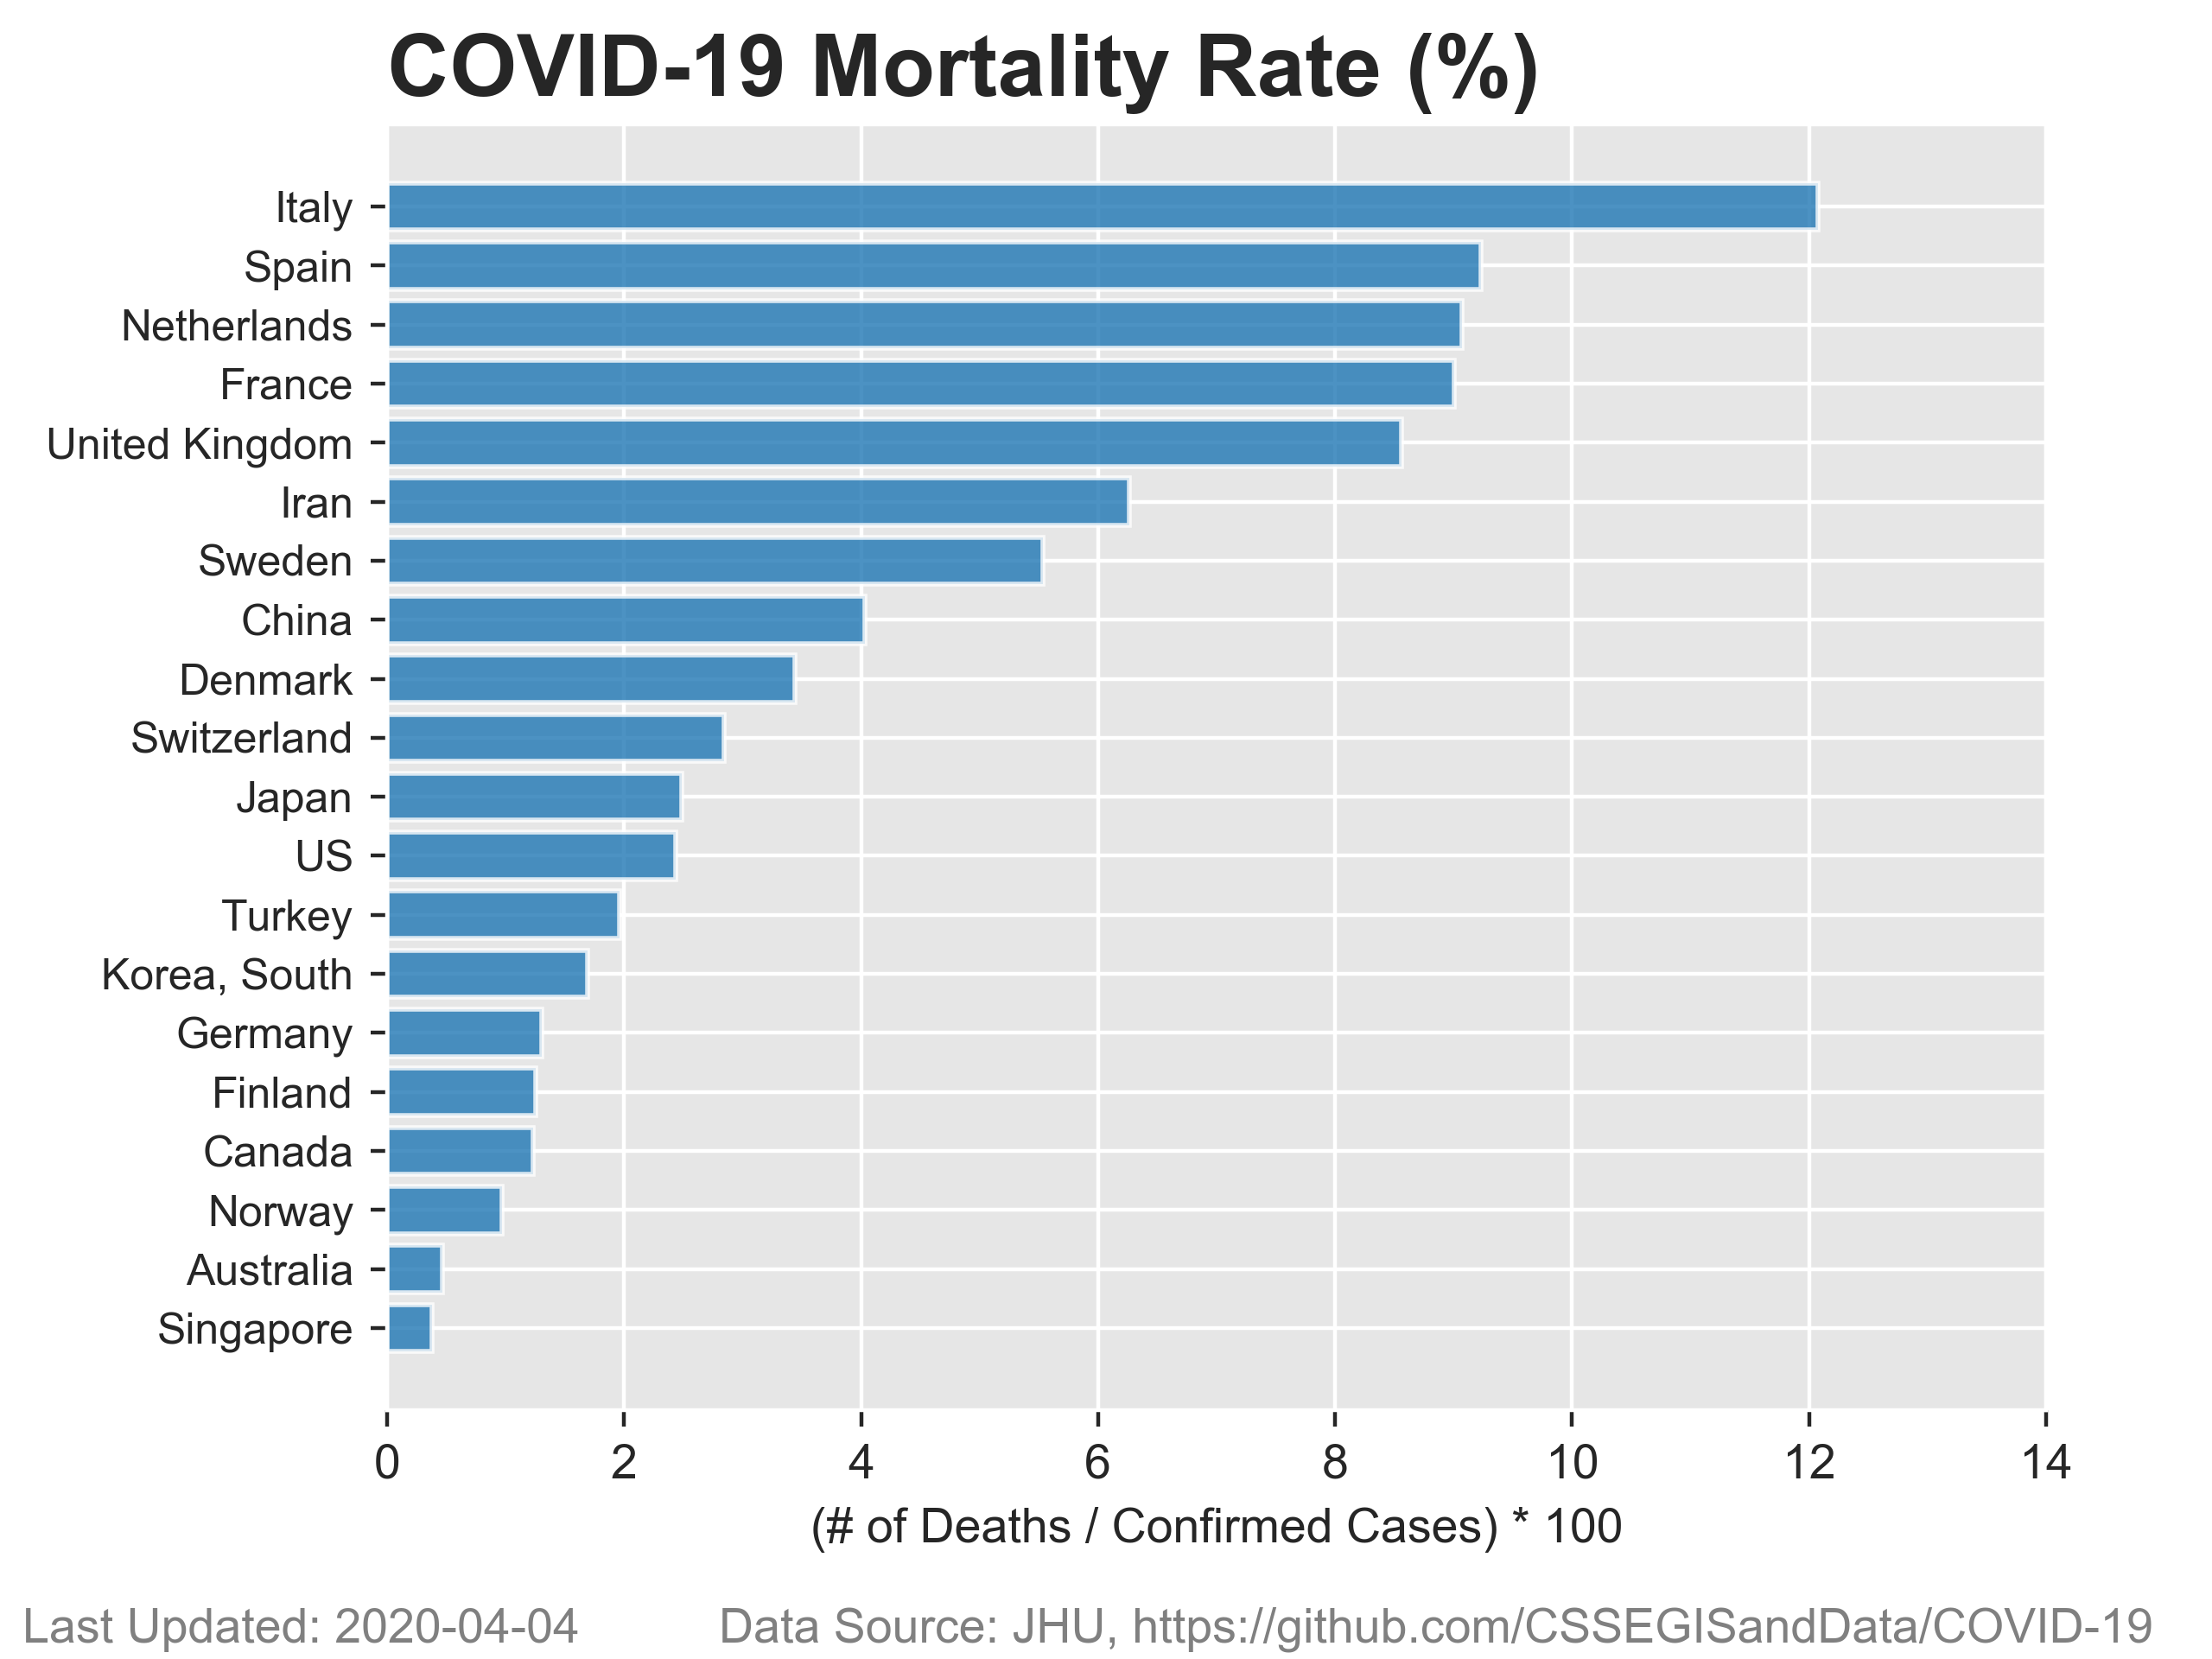 COVID-19 Mortality Rate (%)
Italy
Spain
Netherlands
France
United Kingdom
Iran
Sweden
China
Denmark
Switzerland
Japan
US
Turkey
Korea, South
Germany
Finland
Canada
Norway
Australia
Singapore
0 2 4 6 8 10 12 14
(# of Deaths / Confirmed Cases) * 100
Last Updated: 2020-04-04 Data Source: JHU, https://github.com/CSSEGISandData/COVID-19